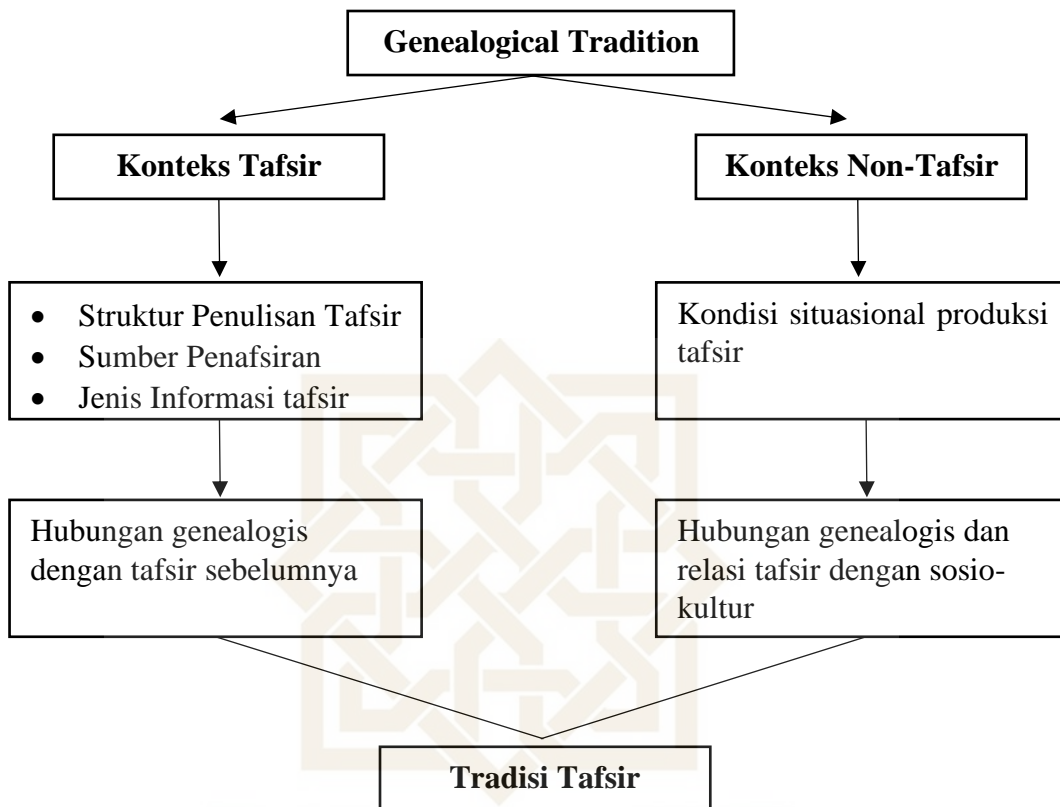 Genealogical Tradition
Konteks Tafsir
Konteks Non-Tafsir
• Struktur Penulisan Tafsir
• Sumber Penafsiran
• Jenis Informasi tafsir
Kondisi situasional produksi
tafsir
Hubungan genealogis
dengan tafsir sebelumnya
Hubungan genealogis dan
relasi tafsir dengan sosio-
kultur
Tradisi Tafsir